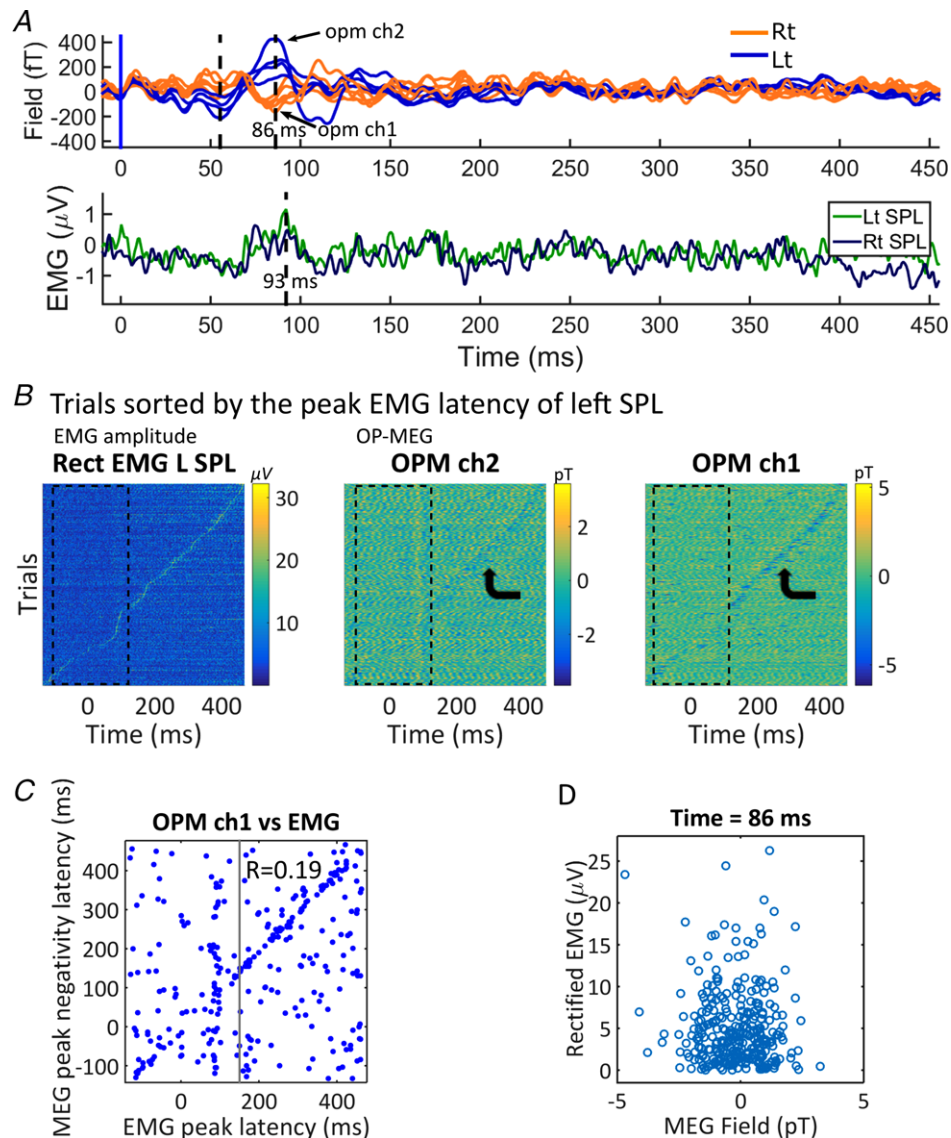 A
opm ch2
Rt
Lt
Field (fT)
400
200
0
-200
-400
86 ms
opm ch1
0 50 100 150 200 250 300 350 400 450
Time (ms)
EMG (µV)
1
0
-1
93 ms
Lt SPL
Rt SPL
0 50 100 150 200 250 300 350 400 450
Time (ms)
B Trials sorted by the peak EMG latency of left SPL
EMG amplitude
Rect EMG L SPL
µV
30
20
10
Trials
0 200 400
Time (ms)
OP-MEG
OPM ch2
pT
2
0
-2
0 200 400
Time (ms)
OPM ch1
pT
5
0
-5
0 200 400
Time (ms)
C
OPM ch1 vs EMG
R=0.19
MEG peak negativity latency (ms)
400
300
200
100
0
-100
0 200 400
EMG peak latency (ms)
D
Time = 86 ms
Rectified EMG (µV)
25
20
15
10
5
0
-5 0 5
MEG Field (pT)